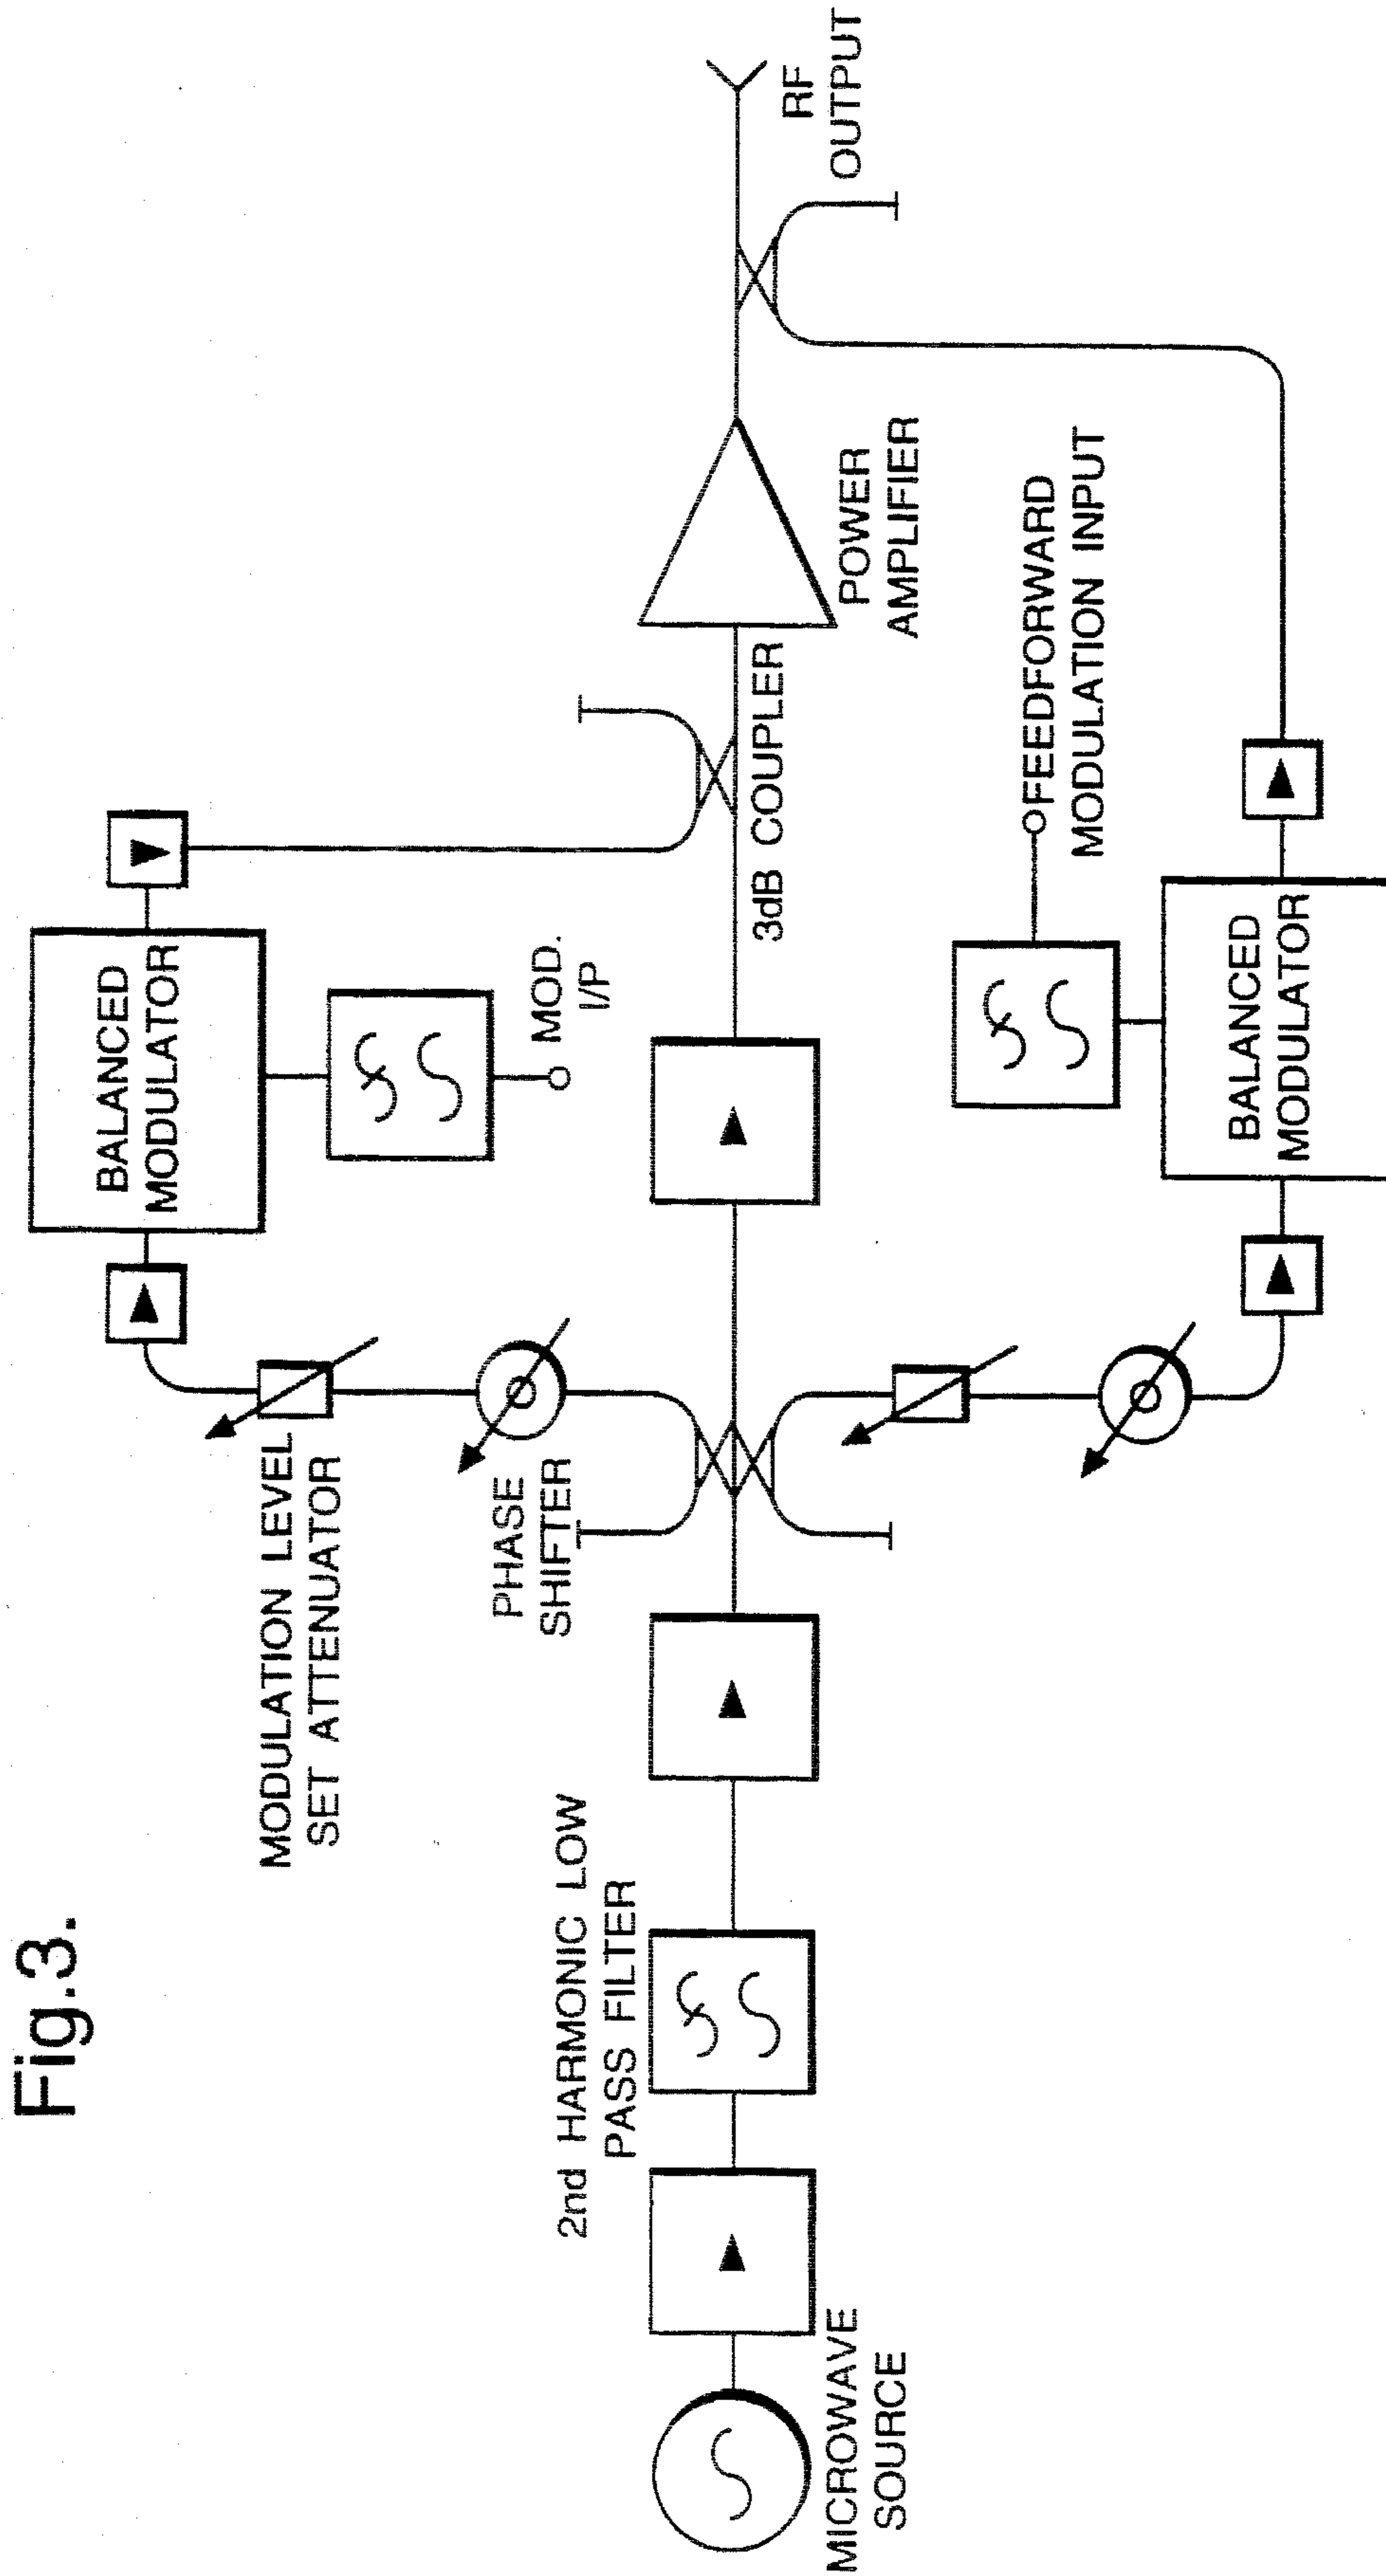 Fig.3.
MODULATION LEVEL
SET ATTENUATOR
BALANCED
MODULATOR
PHASE
SHIFTER
MOD.
I/P
2nd HARMONIC LOW
PASS FILTER
3dB COUPLER
MICROWAVE
SOURCE
POWER
AMPLIFIER
RF
OUTPUT
FEEDFORWARD
MODULATION INPUT
BALANCED
MODULATOR